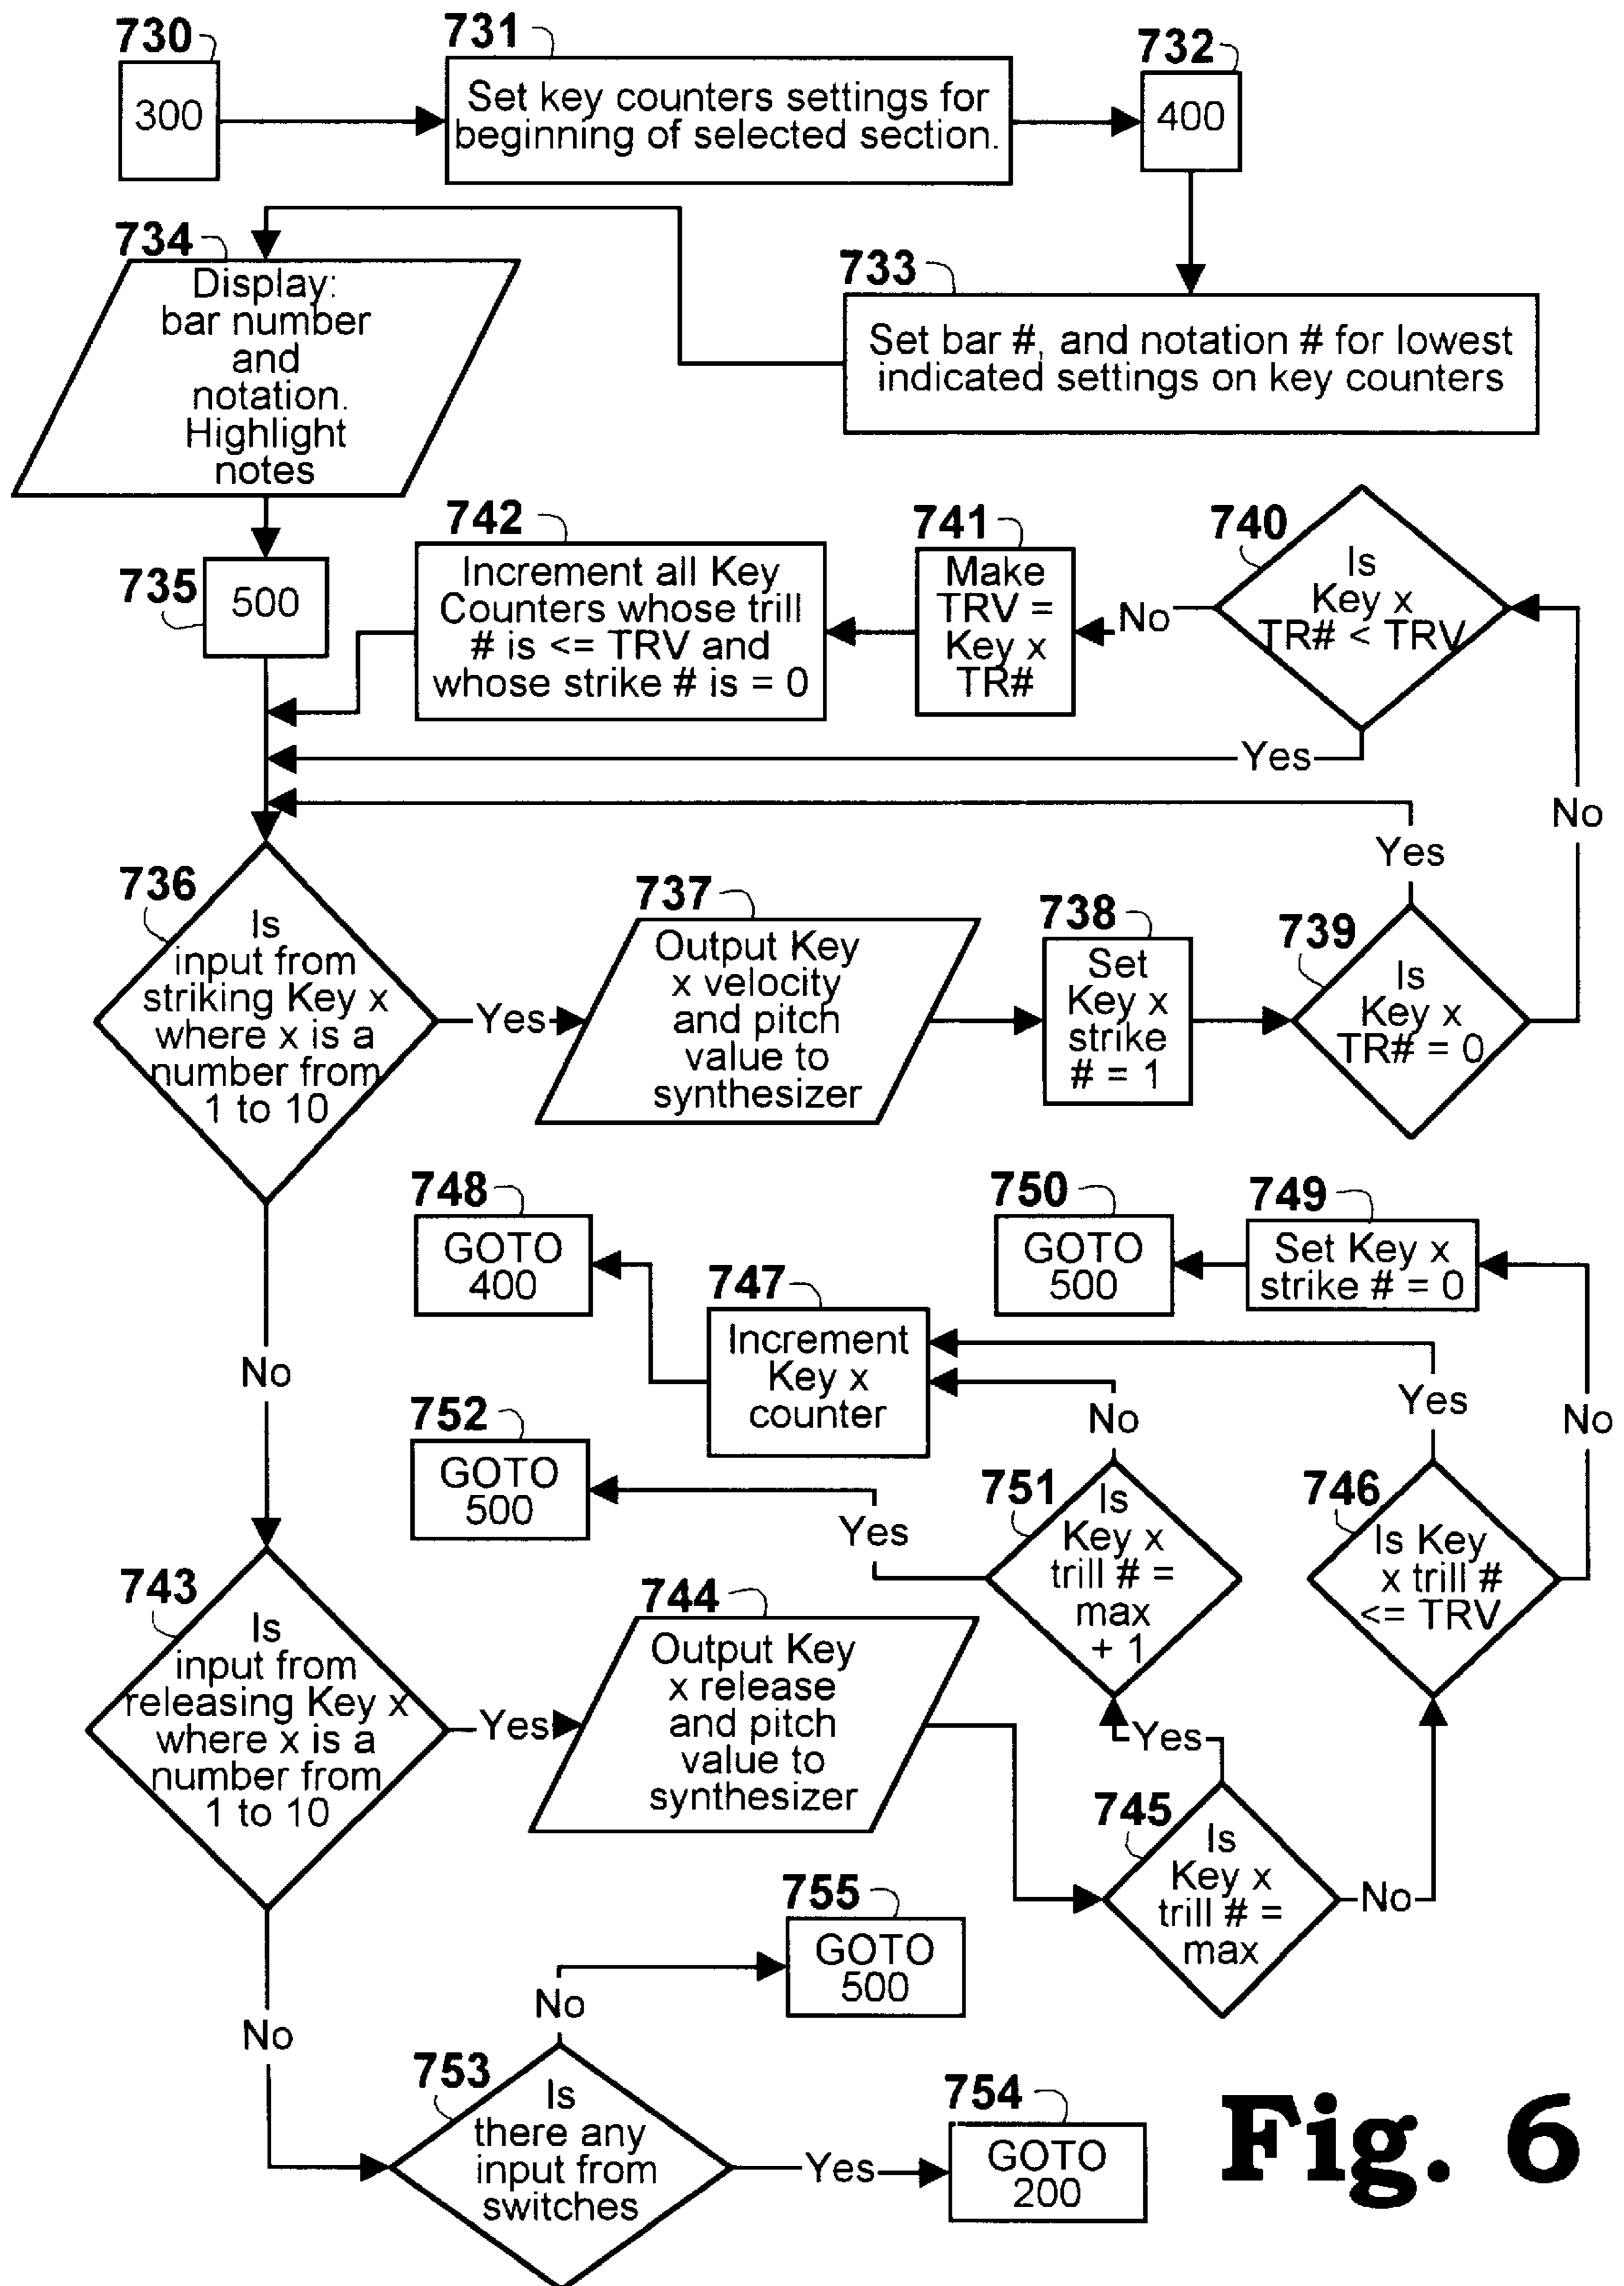 730
300
731
Set key counters settings for
beginning of selected section.
732
400
733
Set bar #, and notation # for lowest
indicated settings on key counters
734
Display:
bar number
and
notation.
Highlight
notes
735
500
742
Increment all Key
Counters whose trill
# is <= TRV and
whose strike # is = 0
741
Make
TRV =
Key x
TR#
No
740
Is
Key x
TR# < TRV
Yes
No
Yes
736
Is
input from
striking Key x
where x is a
number from
1 to 10
Yes
737
Output Key
x velocity
and pitch
value to
synthesizer
738
Set
Key x
strike
# = 1
739
Is
Key x
TR# = 0
No
748
GOTO
400
747
Increment
Key x
counter
750
GOTO
500
749
Set Key x
strike # = 0
752
GOTO
500
Yes
751
Is
Key x
trill # =
max
+ 1
No
746
Is Key
x trill #
<= TRV
Yes
No
743
Is
input from
releasing Key x
where x is a
number from
1 to 10
Yes
744
Output Key
x release
and pitch
value to
synthesizer
Yes
745
Is
Key x
trill # =
max
No
No
753
Is
there any
input from
switches
No
755
GOTO
500
Yes
754
GOTO
200
Fig. 6